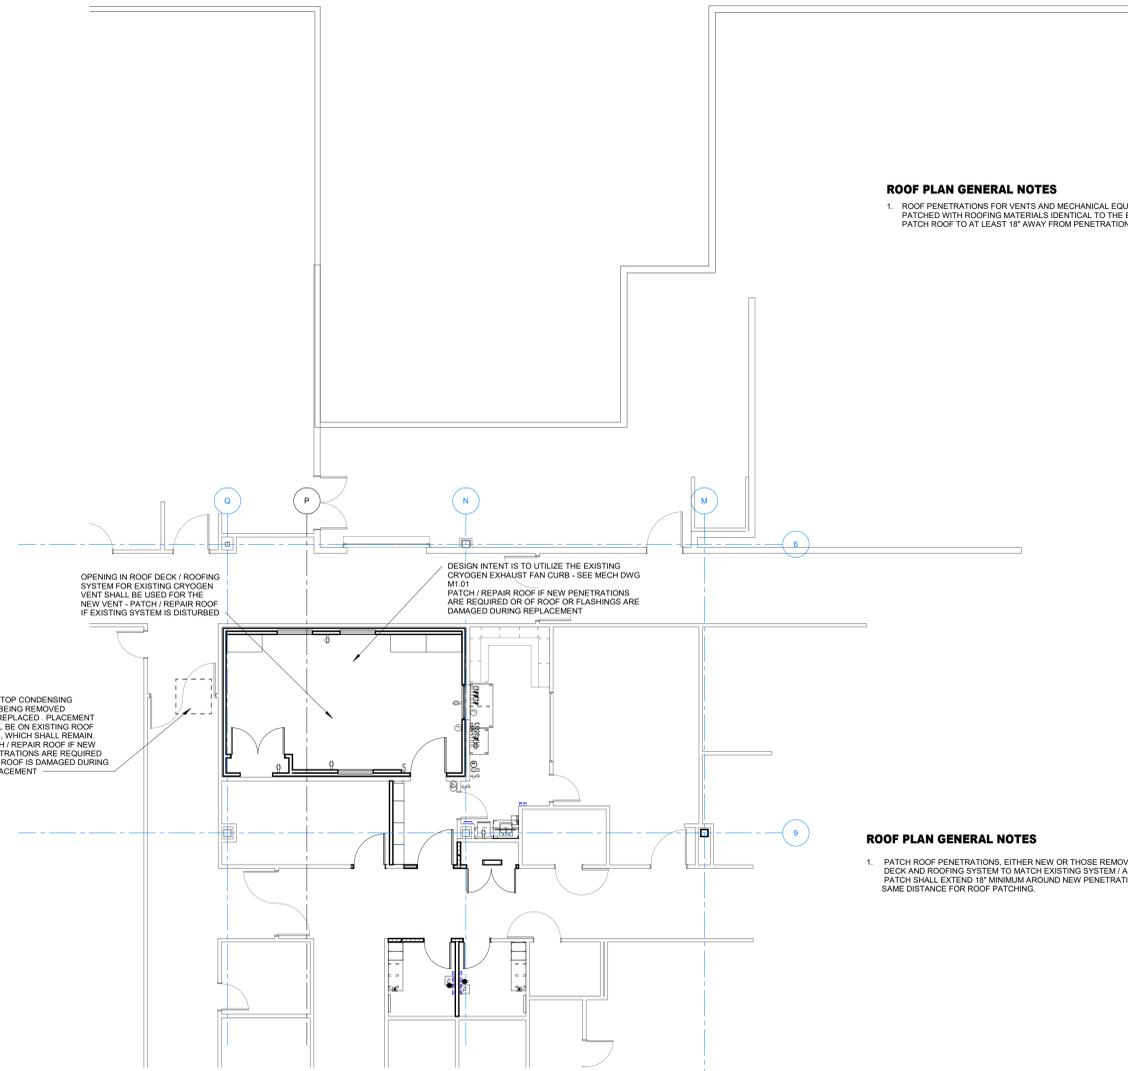 ROOF PLAN GENERAL NOTES
1. ROOF PENETRATIONS FOR VENTS AND MECHANICAL EQU
PATCHED WITH ROOFING MATERIALS IDENTICAL TO THE E
PATCH ROOF TO AT LEAST 18" AWAY FROM PENETRATION
Q
P
N
M
6
OPENING IN ROOF DECK / ROOFING
SYSTEM FOR EXISTING CRYOGEN
VENT SHALL BE USED FOR THE
NEW VENT - PATCH / REPAIR ROOF
IF EXISTING SYSTEM IS DISTURBED
DESIGN INTENT IS TO UTILIZE THE EXISTING
CRYOGEN EXHAUST FAN CURB - SEE MECH DWG
M1.01
PATCH / REPAIR ROOF IF NEW PENETRATIONS
ARE REQUIRED OR OF ROOF OR FLASHINGS ARE
DAMAGED DURING REPLACEMENT
TOP CONDENSING
BEING REMOVED
REPLACED . PLACEMENT
L BE ON EXISTING ROOF
, WHICH SHALL REMAIN.
H / REPAIR ROOF IF NEW
TRATIONS ARE REQUIRED
ROOF IS DAMAGED DURING
ACEMENT
9
ROOF PLAN GENERAL NOTES
1. PATCH ROOF PENETRATIONS, EITHER NEW OR THOSE REMOV
DECK AND ROOFING SYSTEM TO MATCH EXISTING SYSTEM / A
PATCH SHALL EXTEND 18" MINIMUM AROUND NEW PENETRATI
SAME DISTANCE FOR ROOF PATCHING.